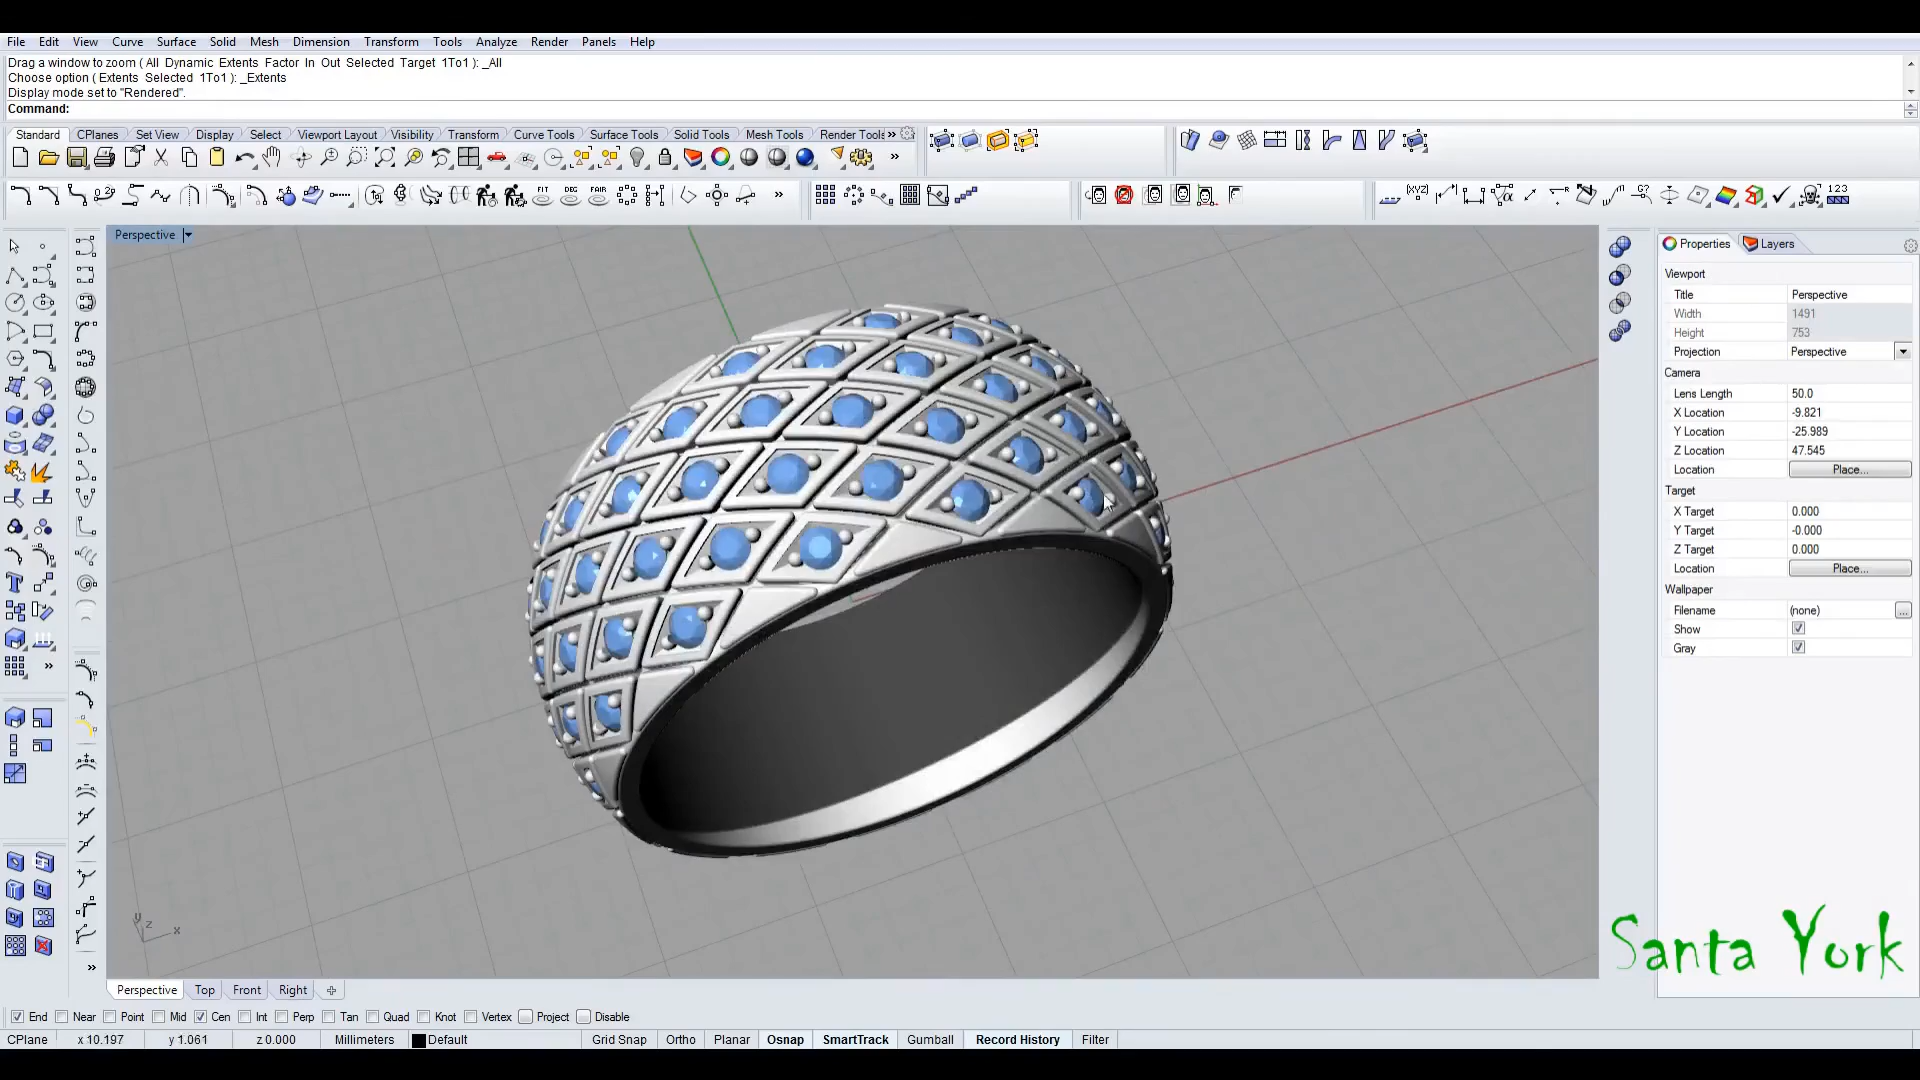 File Edit View Curve Surface Solid Mesh Dimension Transform Tools Analyze Render Panels Help
Drag a window to zoom ( All Dynamic Extents Factor In Out Selected Target 1To1 ): _All
Choose option ( Extents Selected 1To1 ): _Extents
Display mode set to "Rendered".
Command:
Standard CPlanes Set View Display Select Viewport Layout Visibility Transform Curve Tools Surface Tools Solid Tools Mesh Tools Render Tools »
FIT DEG FAIR
[XYZ] G? 123
Perspective
Properties Layers
Viewport
Title Perspective
Width 1491
Height 753
Projection Perspective
Camera
Lens Length 50.0
X Location -9.821
Y Location -25.989
Z Location 47.545
Location Place...
Target
X Target 0.000
Y Target -0.000
Z Target 0.000
Location Place...
Wallpaper
Filename (none) ...
Show
Gray
y z x
Santa York
Perspective Top Front Right
End Near Point Mid Cen Int Perp Tan Quad Knot Vertex Project Disable
CPlane x 10.197 y 1.061 z 0.000 Millimeters Default Grid Snap Ortho Planar Osnap SmartTrack Gumball Record History Filter